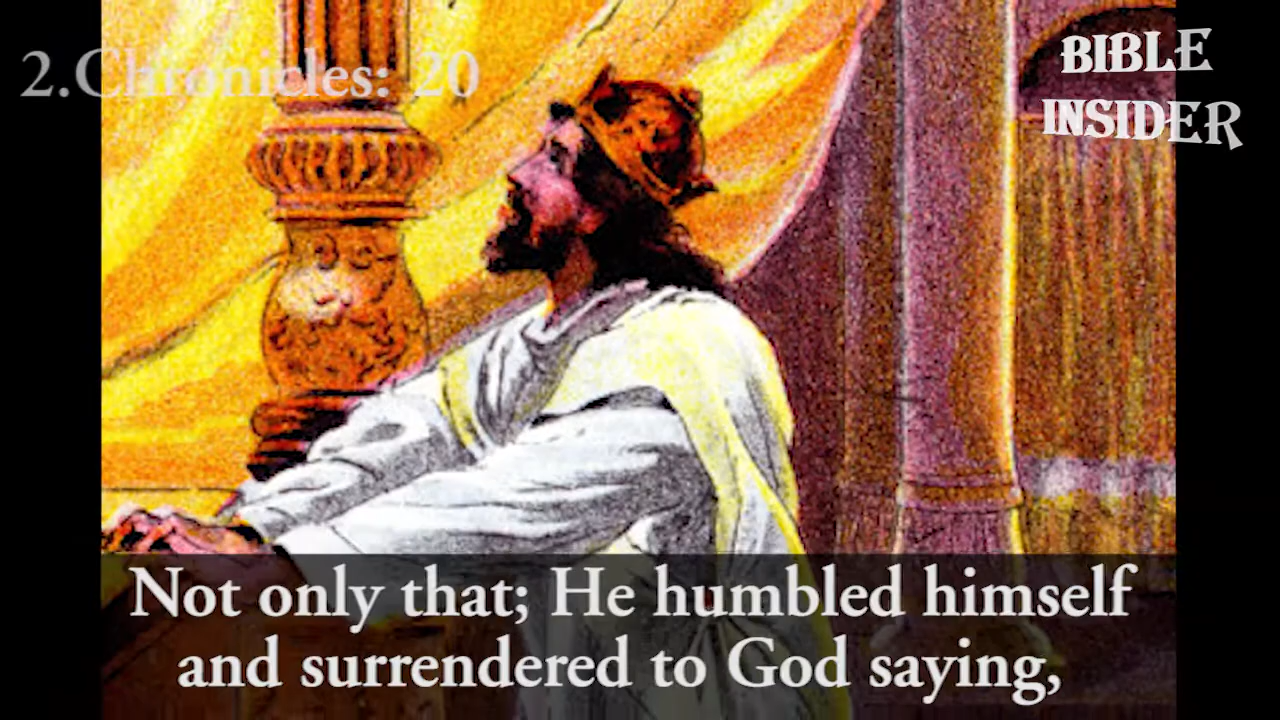 2.Chronicles: 20
BIBLE
INSIDER
Not only that; He humbled himself
and surrendered to God saying,